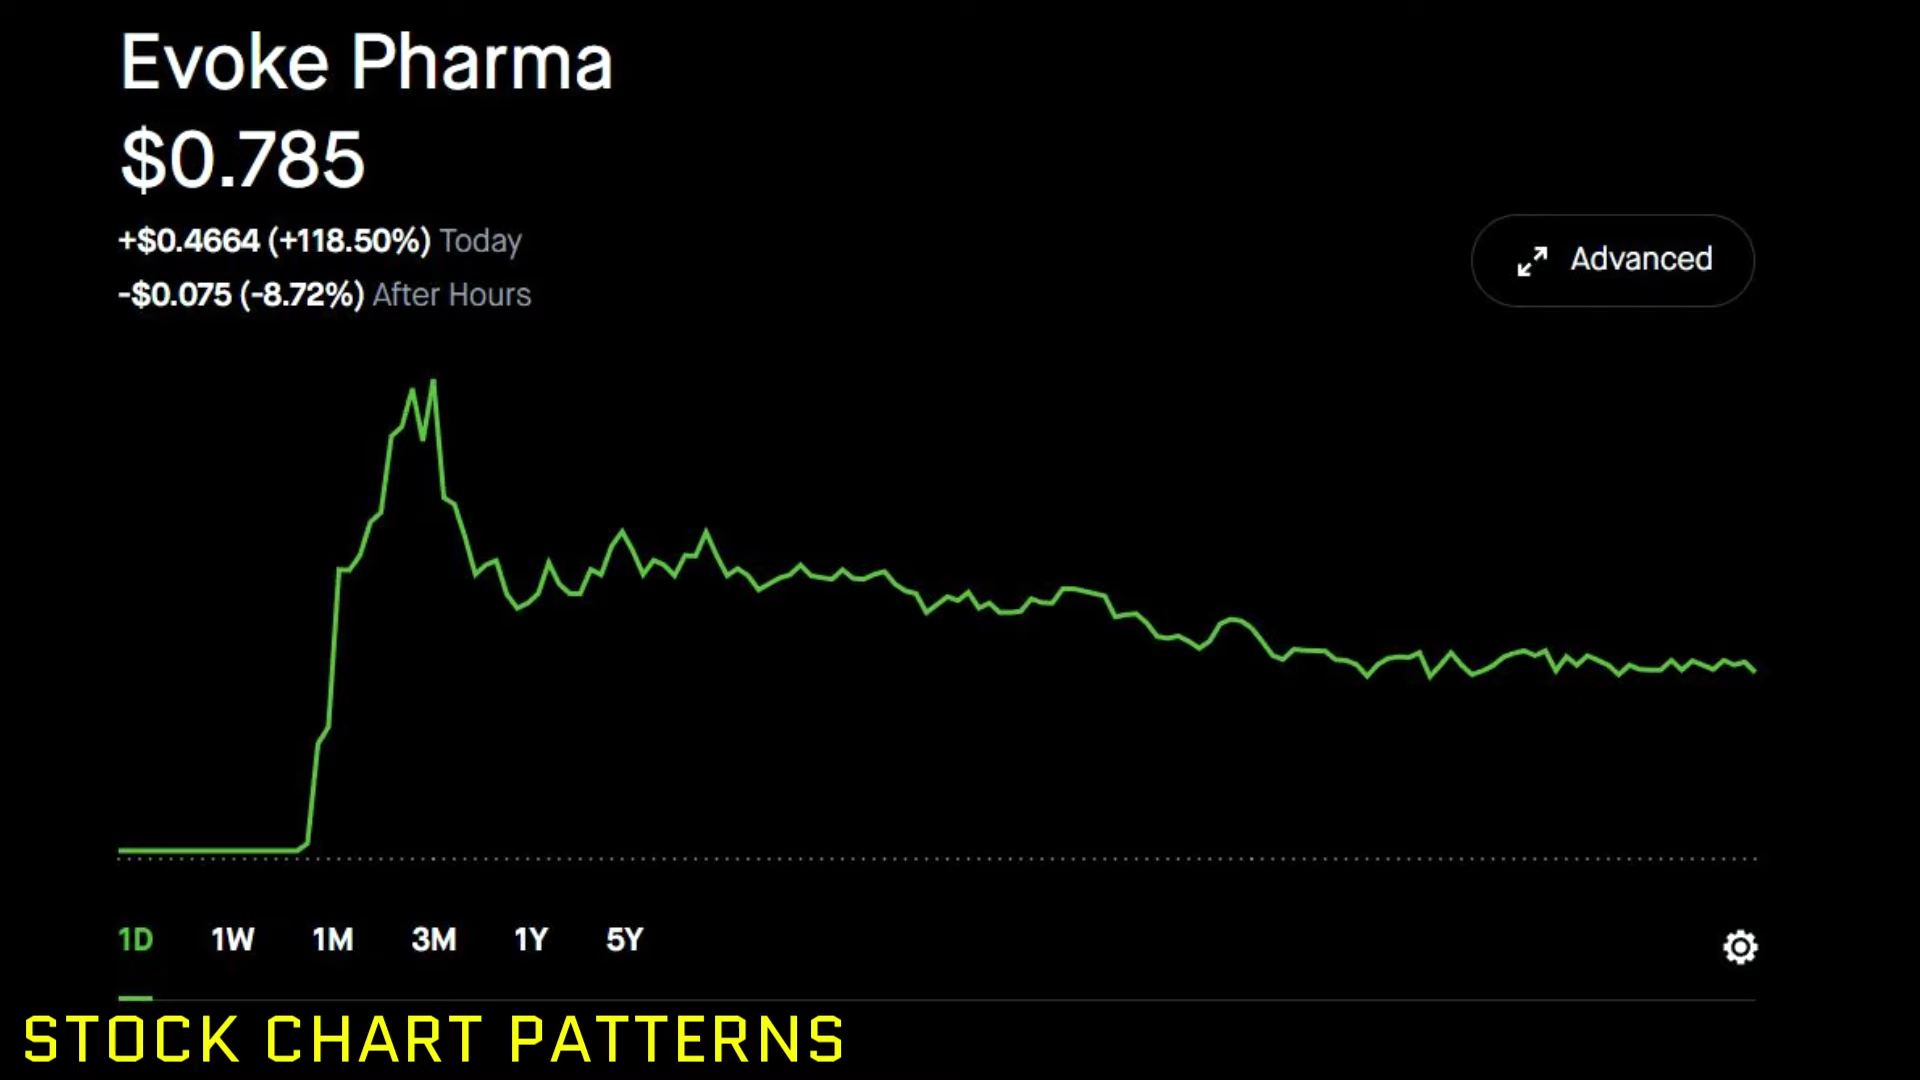 Evoke Pharma
$0.785
+$0.4664 (+118.50%) Today
-$0.075 (-8.72%) After Hours
Advanced
1D 1W 1M 3M 1Y 5Y
STOCK CHART PATTERNS